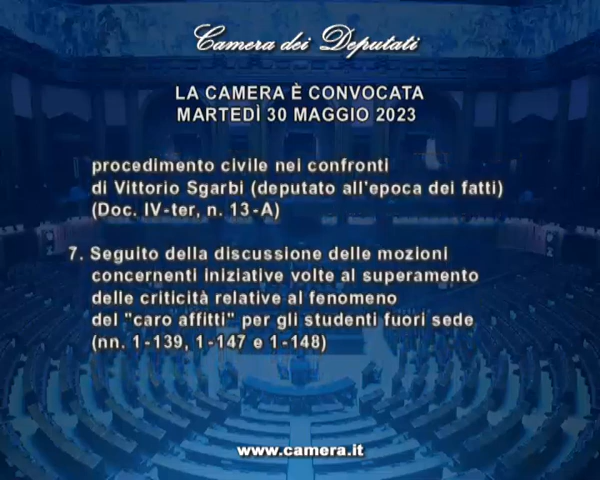 Camera dei Deputati
LA CAMERA È CONVOCATA
MARTEDÌ 30 MAGGIO 2023
procedimento civile nei confronti
di Vittorio Sgarbi (deputato all'epoca dei fatti)
(Doc. IV-ter, n. 13-A)
7. Seguito della discussione delle mozioni
concernenti iniziative volte al superamento
delle criticità relative al fenomeno
del "caro affitti" per gli studenti fuori sede
(nn. 1-139, 1-147 e 1-148)
www.camera.it